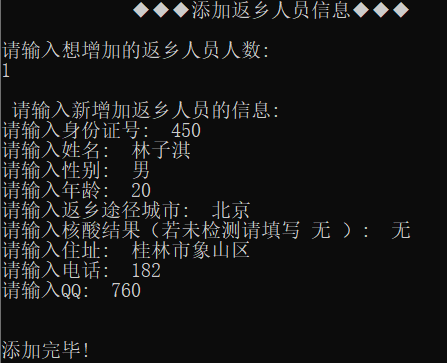 ◆◆◆添加返乡人员信息◆◆◆
请输入想增加的返乡人员人数:
1
请输入新增加返乡人员的信息:
请输入身份证号: 450
请输入姓名: 林子淇
请输入性别: 男
请输入年龄: 20
请输入返乡途径城市: 北京
请输入核酸结果（若未检测请填写 无 ）: 无
请输入住址: 桂林市象山区
请输入电话: 182
请输入QQ: 760
添加完毕!